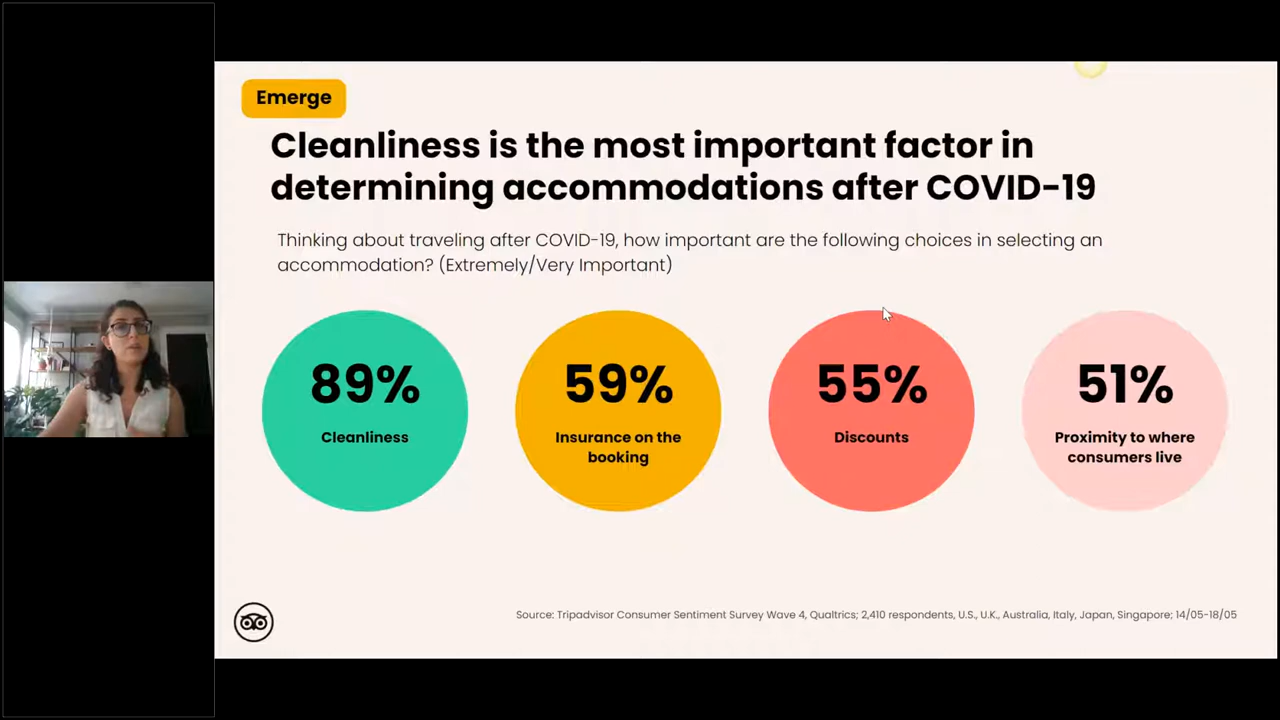 Emerge
Cleanliness is the most important factor in
determining accommodations after COVID-19
Thinking about traveling after COVID-19, how important are the following choices in selecting an
accommodation? (Extremely/Very Important)
89%
Cleanliness
59%
Insurance on the
booking
55%
Discounts
51%
Proximity to where
consumers live
Source: Tripadvisor Consumer Sentiment Survey Wave 4, Qualtrics; 2,410 respondents, U.S., U.K., Australia, Italy, Japan, Singapore; 14/05-18/05